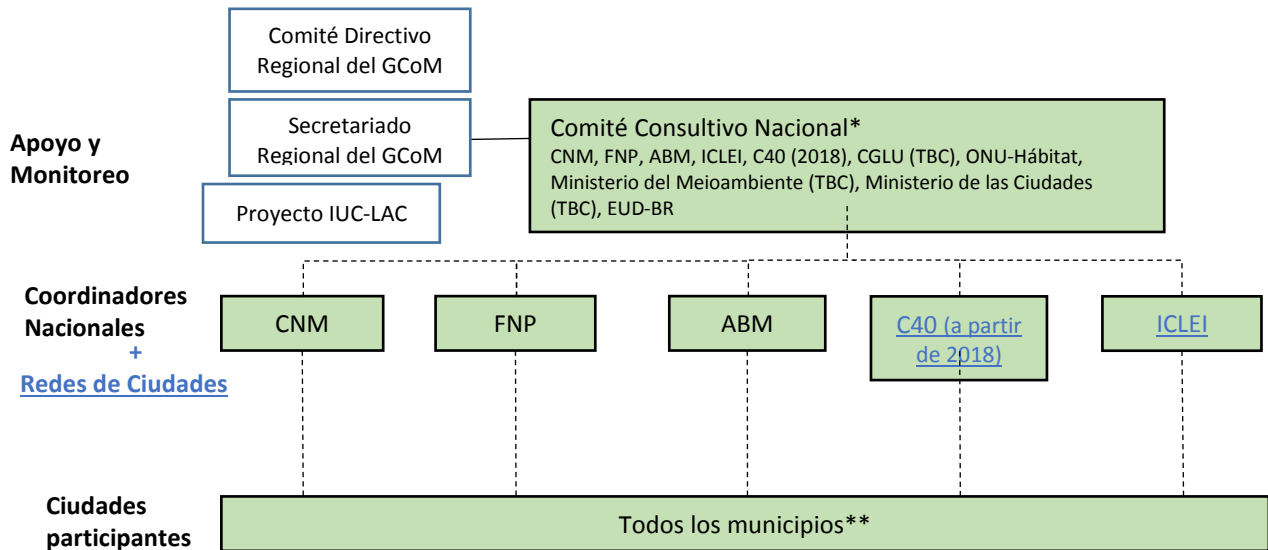 Comité Directivo
Regional del GCoM
Apoyo y
Monitoreo
Secretariado
Regional del GCoM
Proyecto IUC-LAC
Comité Consultivo Nacional*
CNM, FNP, ABM, ICLEI, C40 (2018), CGLU (TBC), ONU-Hábitat,
Ministerio del Meioambiente (TBC), Ministerio de las Ciudades
(TBC), EUD-BR
Coordinadores
Nacionales
+
Redes de Ciudades
CNM
FNP
ABM
C40 (a partir
de 2018)
ICLEI
Ciudades
participantes
Todos los municipios**